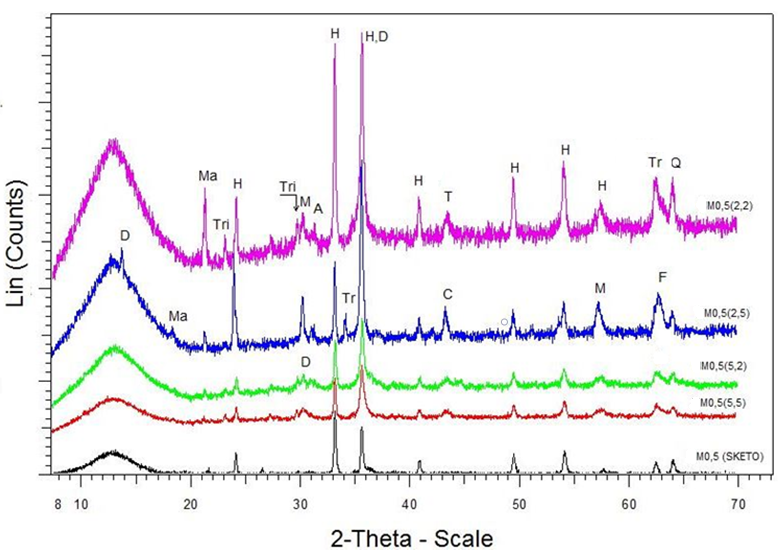 H
H,D
Ma
H
Tri
Tri
M
A
H
T
H
H
H
Tr
Q
M0,5(2,2)
D
Ma
Tr
C
M
F
M0,5(2,5)
D
M0,5(5,2)
M0,5(5,5)
M0,5 (SKETO)
Lin (Counts)
8 10 20 30 40 50 60 70
2-Theta - Scale